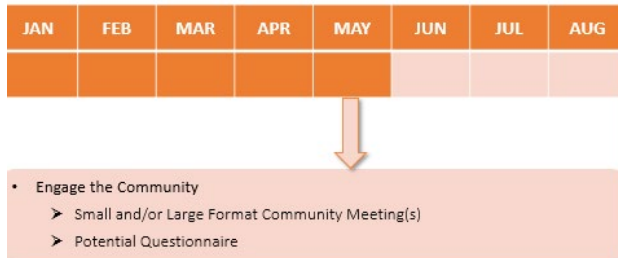 JAN FEB MAR APR MAY JUN JUL AUG
• Engage the Community
➤ Small and/or Large Format Community Meeting(s)
➤ Potential Questionnaire